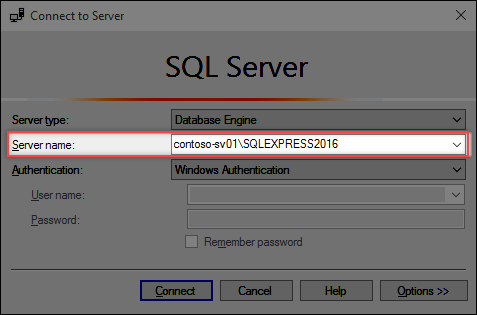 Connect to Server
SQL Server
Server type: Database Engine
Server name: contoso-sv01\SQLEXPRESS2016
Authentication: Windows Authentication
User name:
Password:
Remember password
Connect Cancel Help Options >>